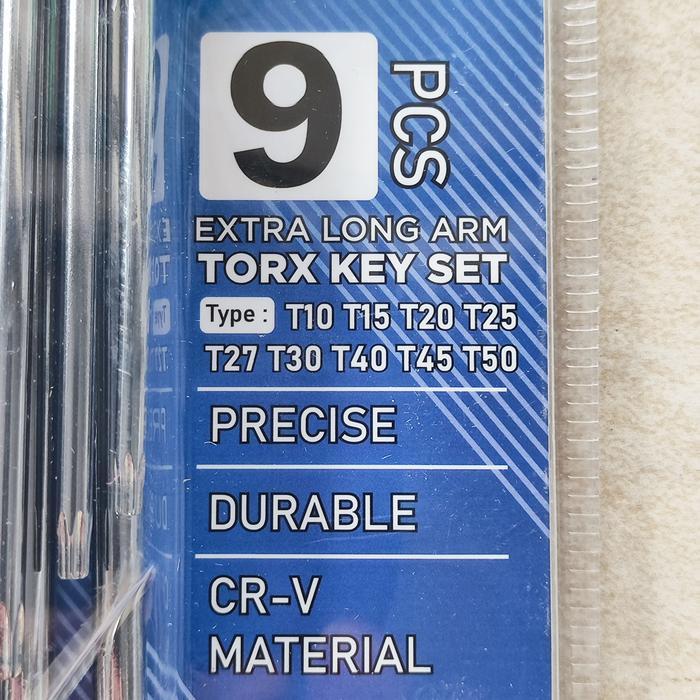 9 PCS
EXTRA LONG ARM
TORX KEY SET
Type : T10 T15 T20 T25
T27 T30 T40 T45 T50
PRECISE
DURABLE
CR-V
MATERIAL